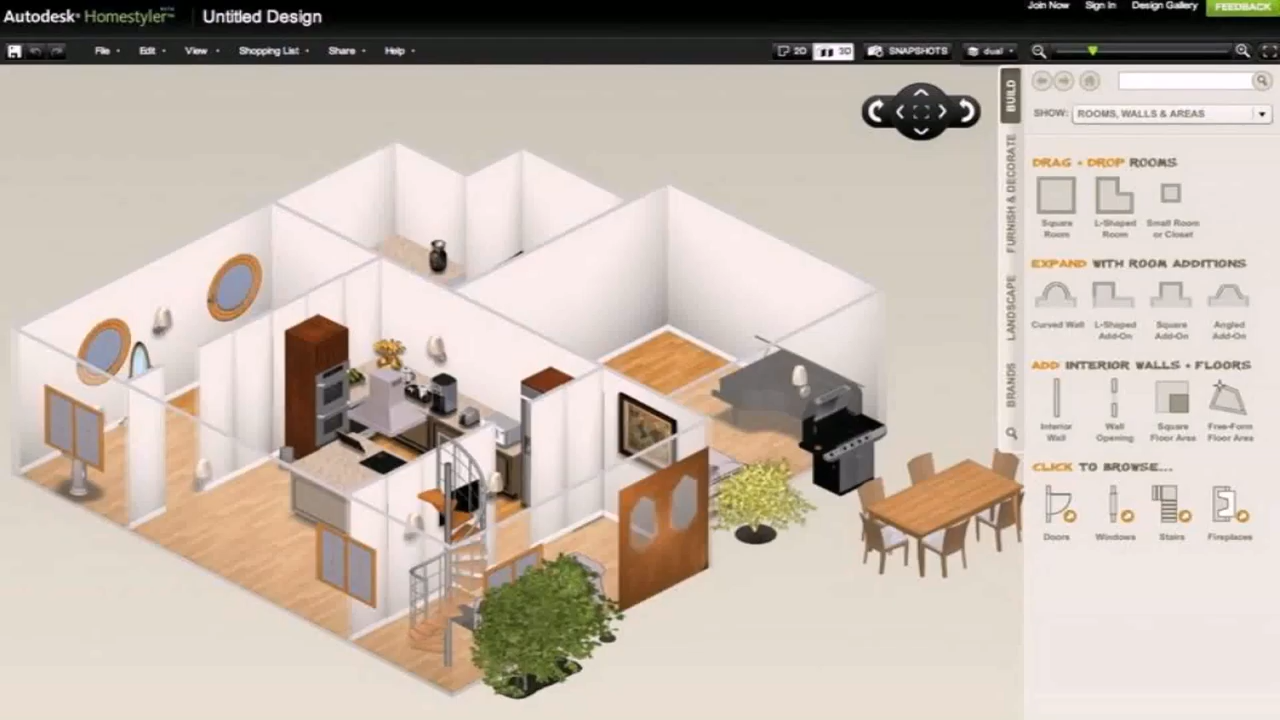 Autodesk® Homestyler™ BETA Untitled Design Join Now Sign In Design Gallery FEEDBACK
File Edit View Shopping List Share Help 2D 3D SNAPSHOTS dual
BUILD
FURNISH & DECORATE
LANDSCAPE
BRANDS
SHOW: ROOMS, WALLS & AREAS
DRAG + DROP ROOMS
Square Room
L-Shaped Room
Small Room or Closet
EXPAND WITH ROOM ADDITIONS
Curved Wall
L-Shaped Add-On
Square Add-On
Angled Add-On
ADD INTERIOR WALLS + FLOORS
Interior Wall
Wall Opening
Square Floor Area
Free-Form Floor Area
CLICK TO BROWSE...
Doors Windows Stairs Fireplaces